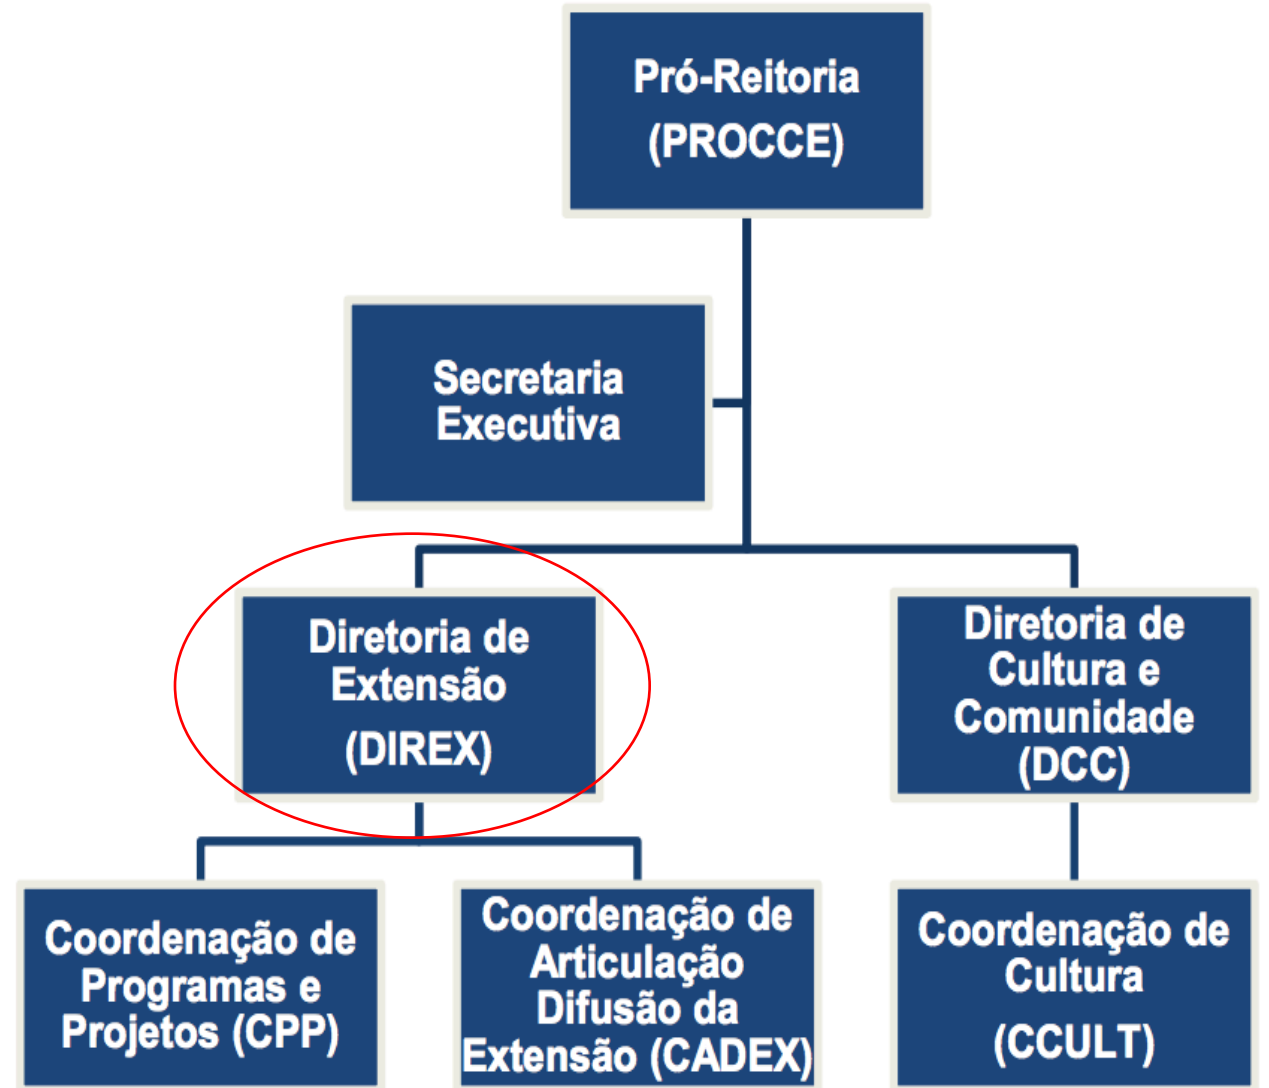 Pró-Reitoria
(PROCCE)
Secretaria
Executiva
Diretoria de
Extensão
(DIREX)
Diretoria de
Cultura e
Comunidade
(DCC)
Coordenação de
Programas e
Projetos (CPP)
Coordenação de
Articulação
Difusão da
Extensão (CADEX)
Coordenação de
Cultura
(CCULT)